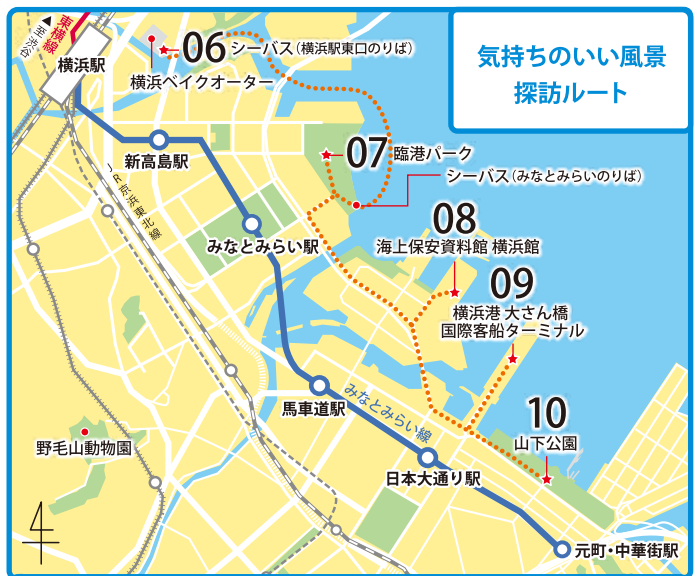 気持ちのいい風景
探訪ルート
東横線
◀至渋谷
横浜駅
06 シーバス（横浜駅東口のりば）
横浜ベイクオーター
新高島駅
JR京浜東北線
07 臨港パーク
シーバス（みなとみらいのりば）
みなとみらい駅
08
海上保安資料館 横浜館
09
横浜港 大さん橋
国際客船ターミナル
馬車道駅
みなとみらい線
10
山下公園
野毛山動物園
日本大通り駅
元町・中華街駅